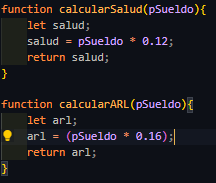 function calcularSalud(pSueldo){
    let salud;
    salud = pSueldo * 0.12;
    return salud;
}

function calcularARL(pSueldo){
    let arl;
    arl = (pSueldo * 0.16);
    return arl;
}